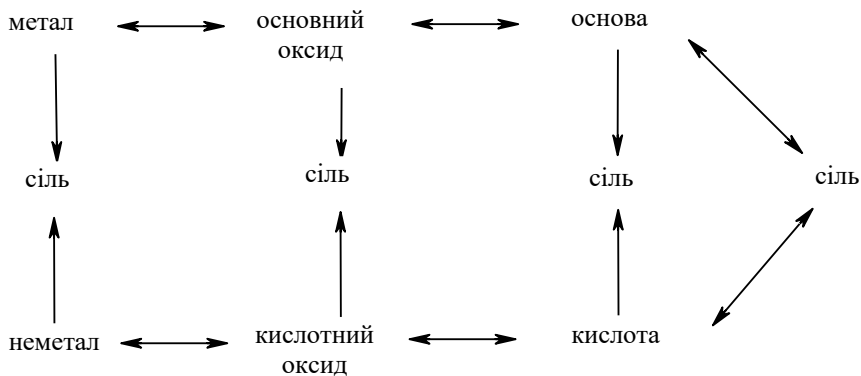 метал
основний
оксид
основа
сіль
сіль
сіль
сіль
неметал
кислотний
оксид
кислота